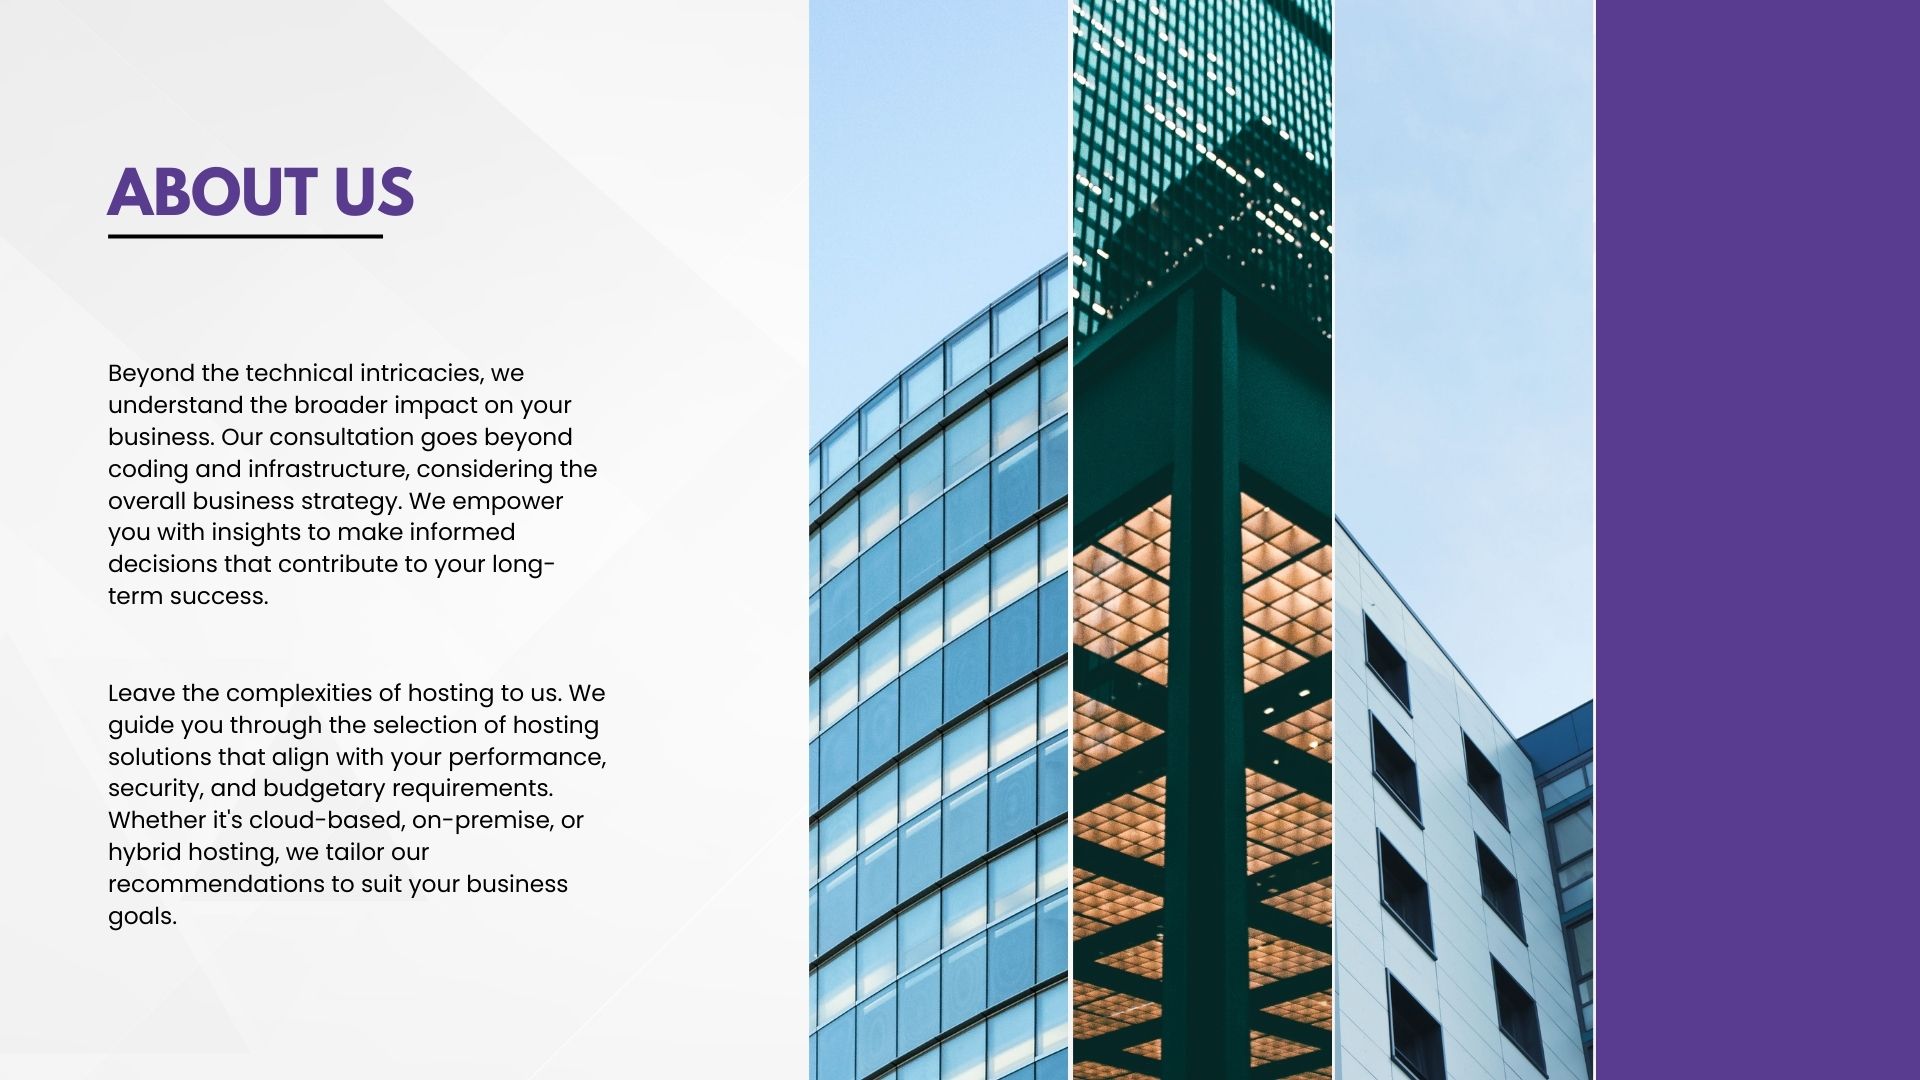 ABOUT US
Beyond the technical intricacies, we
understand the broader impact on your
business. Our consultation goes beyond
coding and infrastructure, considering the
overall business strategy. We empower
you with insights to make informed
decisions that contribute to your long-
term success.
Leave the complexities of hosting to us. We
guide you through the selection of hosting
solutions that align with your performance,
security, and budgetary requirements.
Whether it's cloud-based, on-premise, or
hybrid hosting, we tailor our
recommendations to suit your business
goals.